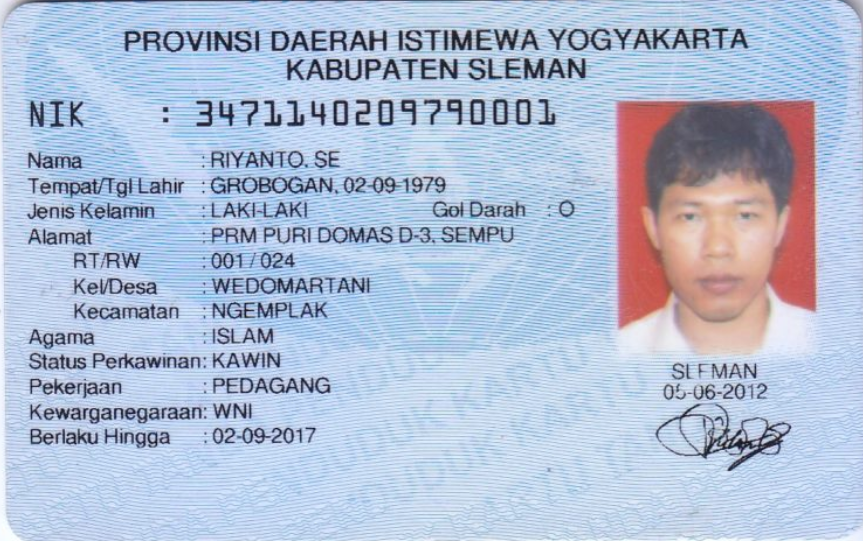 PROVINSI DAERAH ISTIMEWA YOGYAKARTA
KABUPATEN SLEMAN
NIK : 3471140209790001
Nama : RIYANTO. SE
Tempat/Tgl Lahir : GROBOGAN, 02-09-1979
Jenis Kelamin : LAKI-LAKI Gol Darah : O
Alamat : PRM PURI DOMAS D-3, SEMPU
RT/RW : 001 / 024
Kel/Desa : WEDOMARTANI
Kecamatan : NGEMPLAK
Agama : ISLAM
Status Perkawinan: KAWIN
Pekerjaan : PEDAGANG
Kewarganegaraan: WNI
Berlaku Hingga : 02-09-2017
SLEMAN
05-06-2012